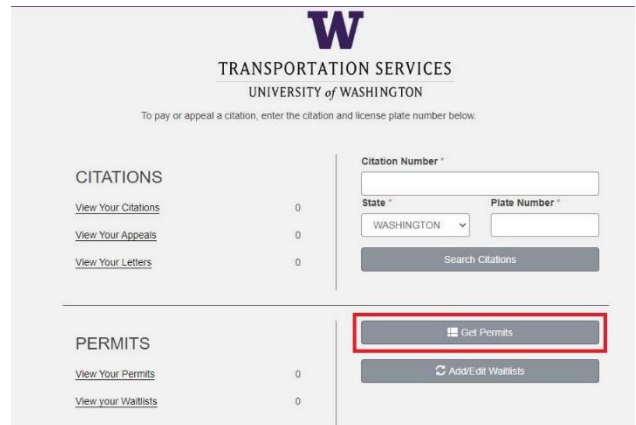 W
TRANSPORTATION SERVICES
UNIVERSITY of WASHINGTON
To pay or appeal a citation, enter the citation and license plate number below.
CITATIONS
View Your Citations 0
View Your Appeals 0
View Your Letters 0
Citation Number *
State * Plate Number *
WASHINGTON
Search Citations
PERMITS
View Your Permits 0
View your Waitlists 0
Get Permits
Add/Edit Waitlists